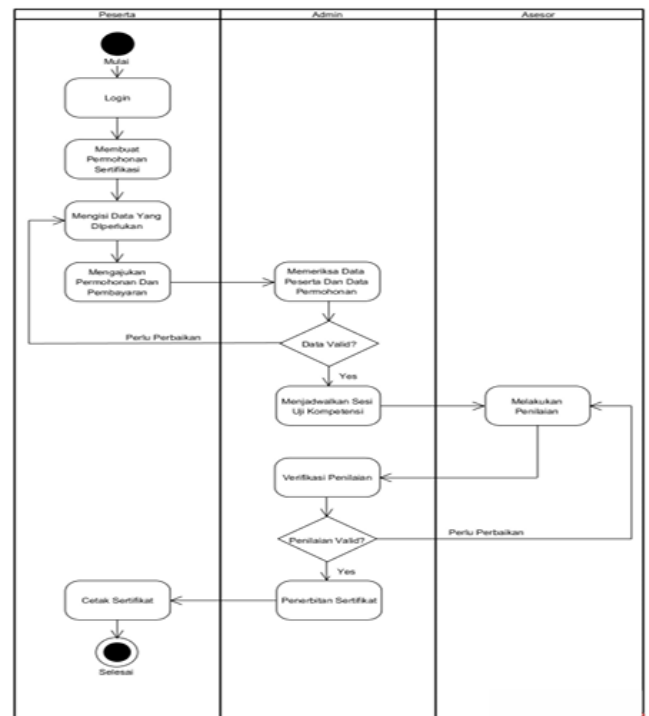 Peserta
Admin
Asesor
Mulai
Login
Membuat
Permohonan
Sertifikasi
Mengisi Data Yang
DIperlukan
Mengajukan
Permohonan Dan
Pembayaran
Memeriksa Data
Peserta Dan Data
Permohonan
Perlu Perbaikan
Data Valid?
Yes
Menjadwalkan Sesi
Uji Kompetensi
Melakukan
Penilaian
Verifikasi Penilaian
Penilaian Valid?
Perlu Perbaikan
Yes
Cetak Sertifikat
Penerbitan Sertifikat
Selesai